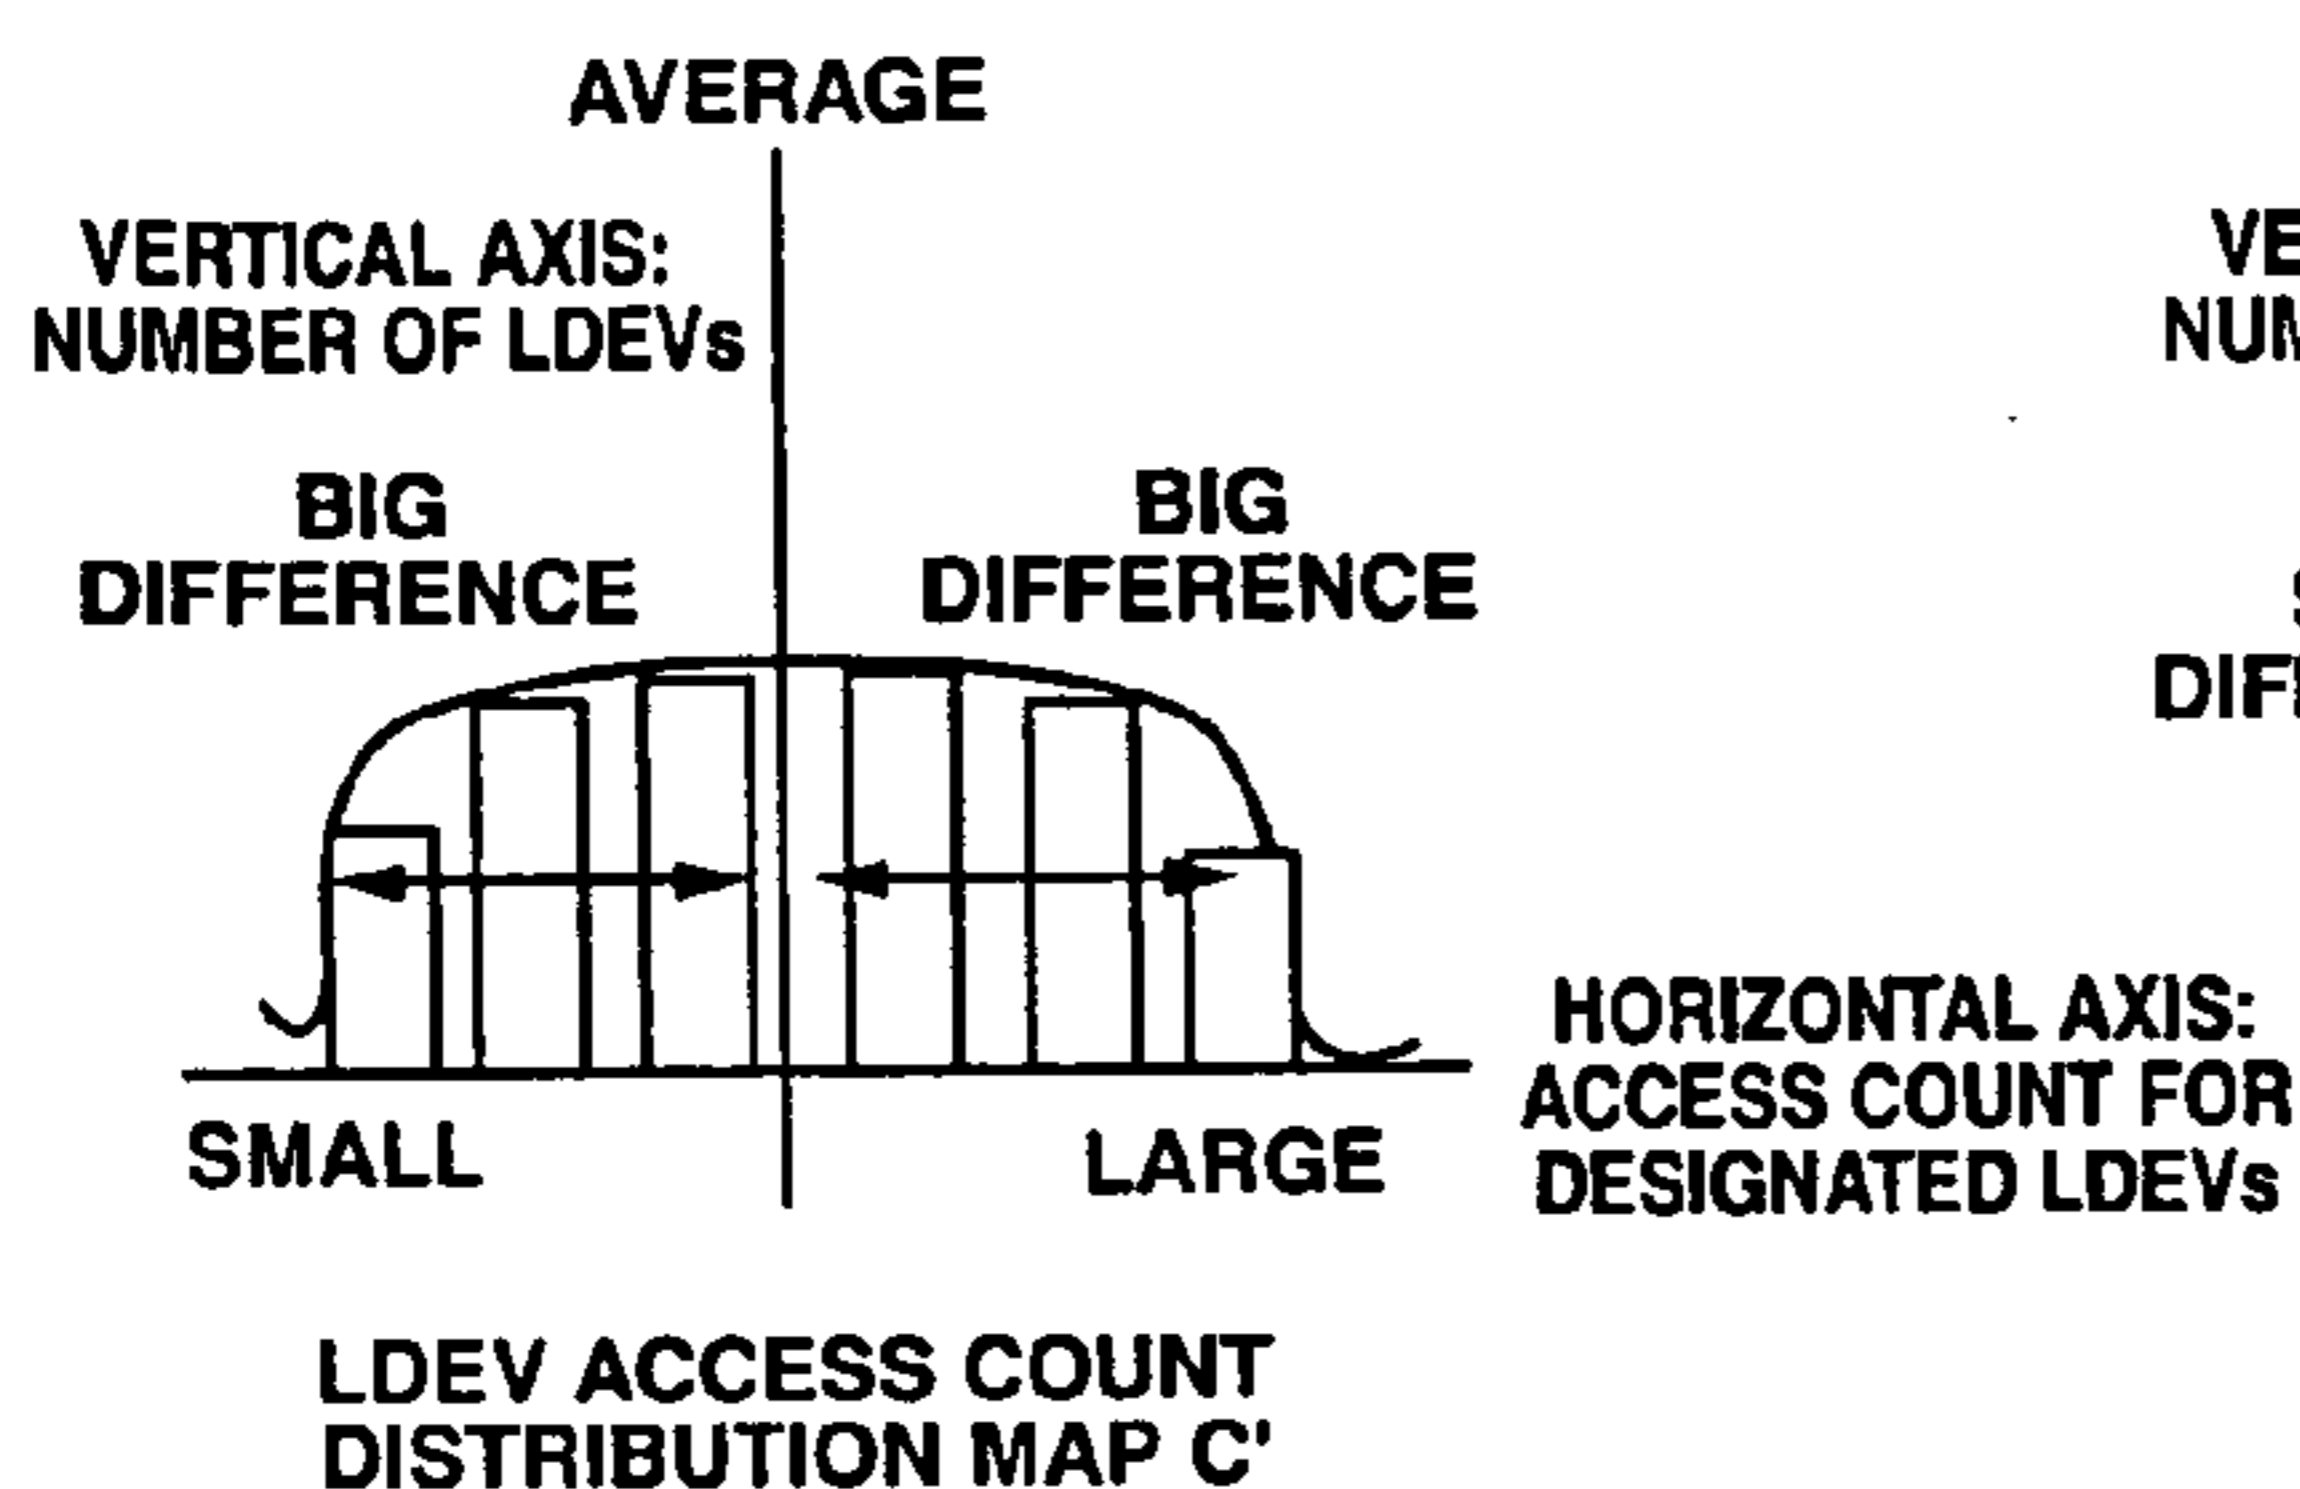 AVERAGE
VERTICAL AXIS:
NUMBER OF LDEVs
BIG
DIFFERENCE
BIG
DIFFERENCE
SMALL
LARGE
HORIZONTAL AXIS:
ACCESS COUNT FOR
DESIGNATED LDEVs
LDEV ACCESS COUNT
DISTRIBUTION MAP C'